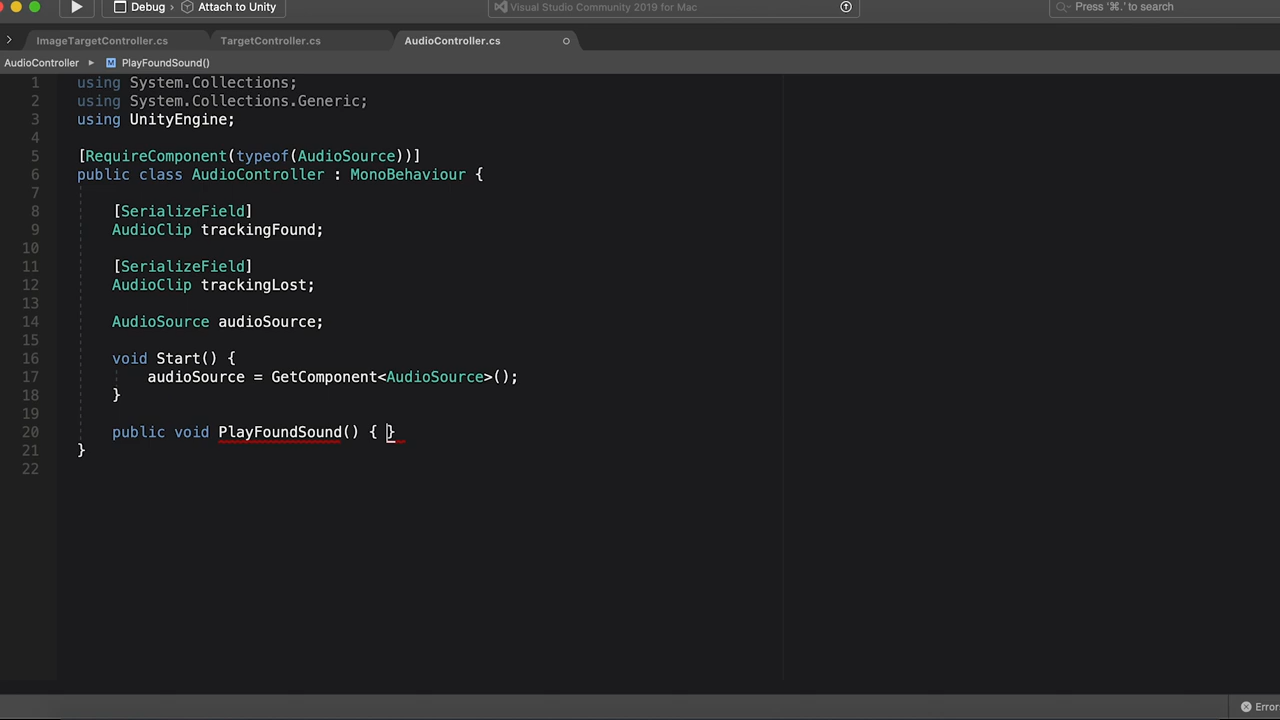 Debug › Attach to Unity
Visual Studio Community 2019 for Mac
Press '⌘.' to search
ImageTargetController.cs
TargetController.cs
AudioController.cs
AudioController ▶ M PlayFoundSound()
1 using System.Collections;
2 using System.Collections.Generic;
3 using UnityEngine;
4
5 [RequireComponent(typeof(AudioSource))]
6 public class AudioController : MonoBehaviour {
7
8 [SerializeField]
9 AudioClip trackingFound;
10
11 [SerializeField]
12 AudioClip trackingLost;
13
14 AudioSource audioSource;
15
16 void Start() {
17 audioSource = GetComponent<AudioSource>();
18 }
19
20 public void PlayFoundSound() { }
21 }
22
Error